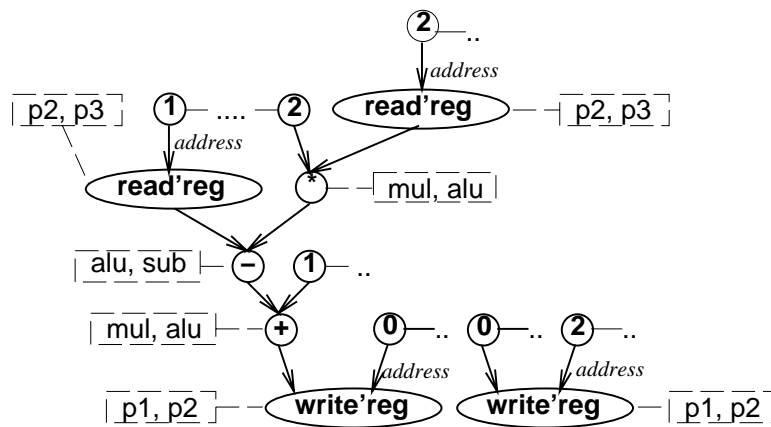 2 ..
address
p2, p3 1 .... 2 read'reg p2, p3
address
read'reg * mul, alu
alu, sub − 1 ..
mul, alu + 0 .. 0 2 ..
address address
p1, p2 write'reg write'reg p1, p2